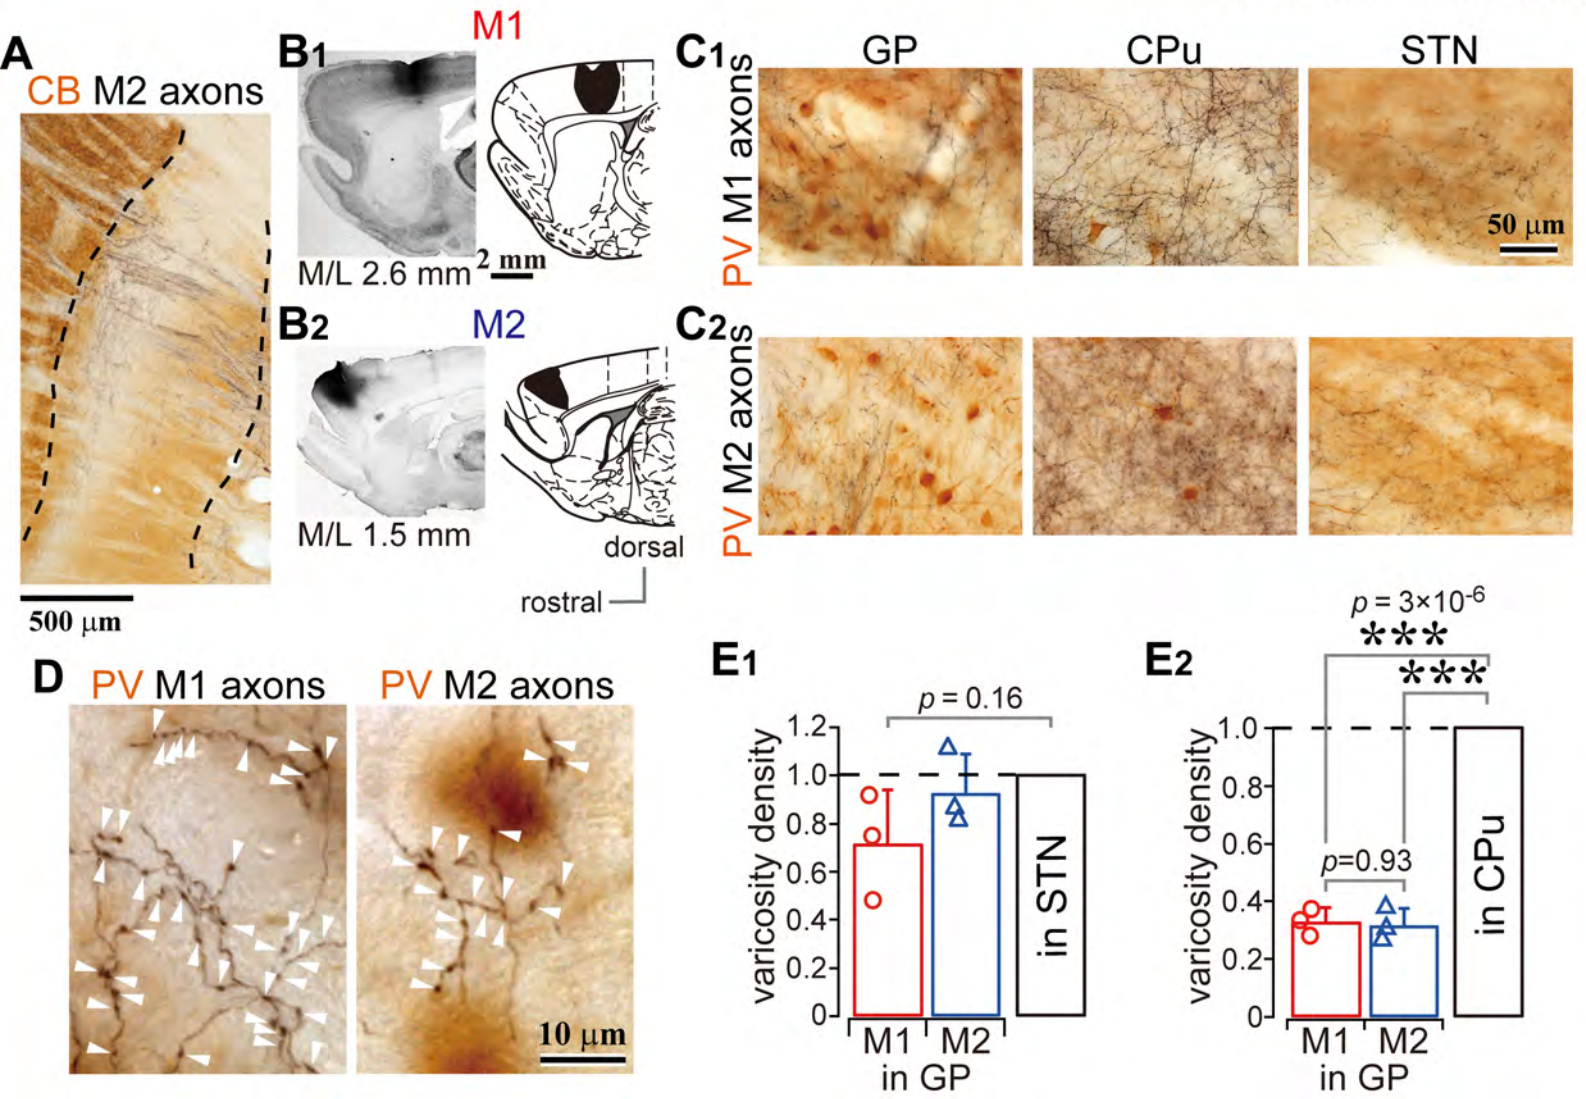 A
CB M2 axons
500 μm
B1
M1
M/L 2.6 mm
2 mm
B2
M2
M/L 1.5 mm
dorsal
rostral
C1
GP
CPu
STN
PV M1 axons
50 μm
C2
PV M2 axons
D
PV M1 axons
PV M2 axons
10 μm
E1
p = 0.16
varicosity density
1.2
1.0
0.8
0.6
0.4
0.2
0
in STN
M1
M2
in GP
E2
p = 3×10-6
***
***
varicosity density
1.0
0.8
0.6
0.4
0.2
0
p=0.93
in CPu
M1
M2
in GP